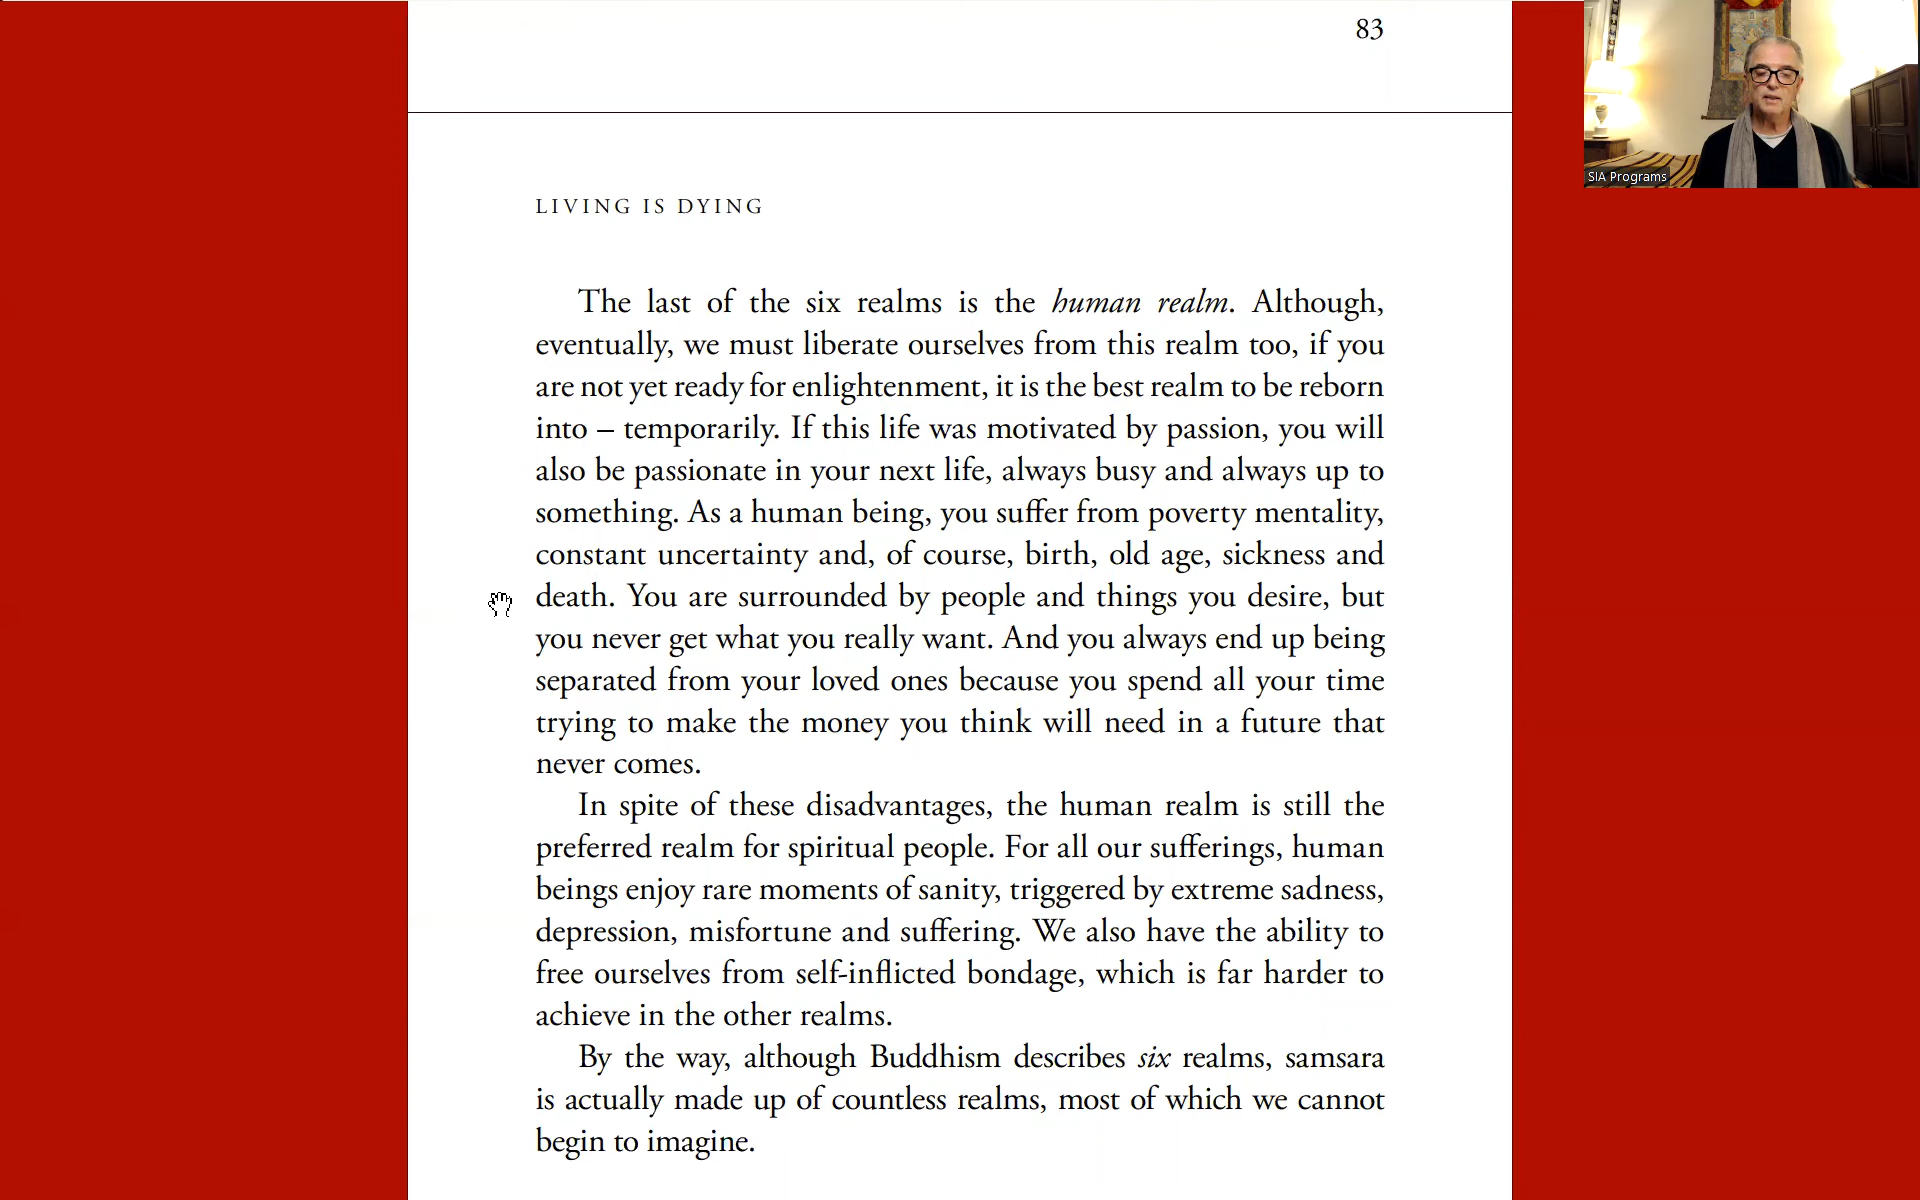 83
LIVING IS DYING
The last of the six realms is the human realm. Although,
eventually, we must liberate ourselves from this realm too, if you
are not yet ready for enlightenment, it is the best realm to be reborn
into – temporarily. If this life was motivated by passion, you will
also be passionate in your next life, always busy and always up to
something. As a human being, you suffer from poverty mentality,
constant uncertainty and, of course, birth, old age, sickness and
death. You are surrounded by people and things you desire, but
you never get what you really want. And you always end up being
separated from your loved ones because you spend all your time
trying to make the money you think will need in a future that
never comes.
In spite of these disadvantages, the human realm is still the
preferred realm for spiritual people. For all our sufferings, human
beings enjoy rare moments of sanity, triggered by extreme sadness,
depression, misfortune and suffering. We also have the ability to
free ourselves from self-inflicted bondage, which is far harder to
achieve in the other realms.
By the way, although Buddhism describes six realms, samsara
is actually made up of countless realms, most of which we cannot
begin to imagine.
SIA Programs